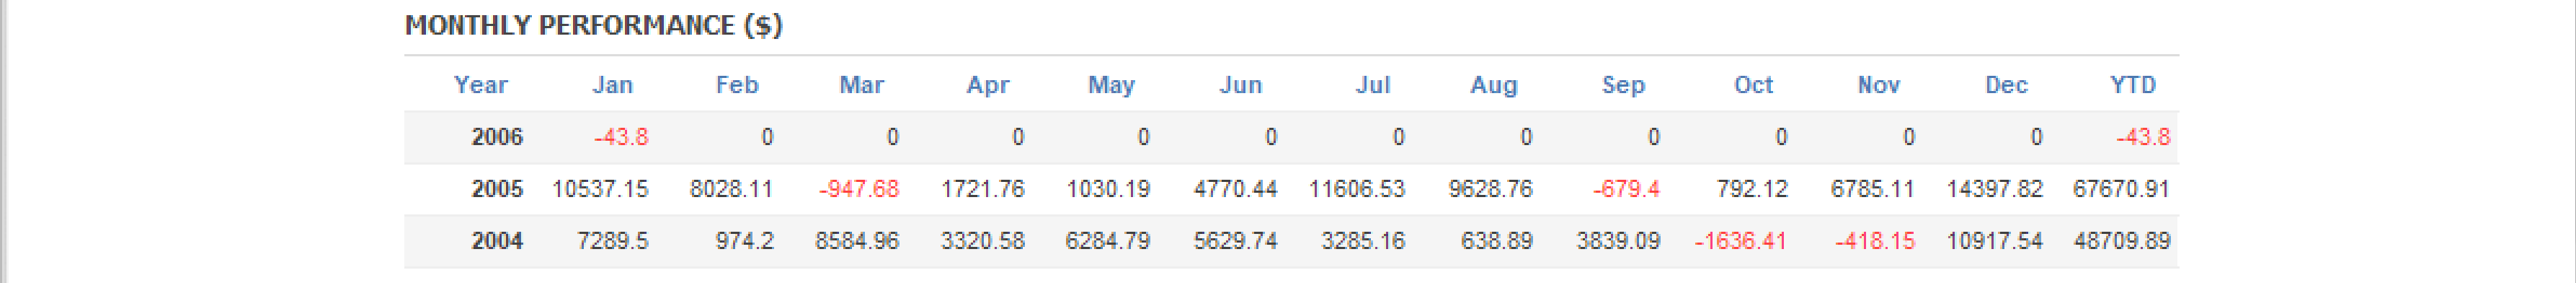 MONTHLY PERFORMANCE ($)
Year Jan Feb Mar Apr May Jun Jul Aug Sep Oct Nov Dec YTD
2006 -43.8 0 0 0 0 0 0 0 0 0 0 0 -43.8
2005 10537.15 8028.11 -947.68 1721.76 1030.19 4770.44 11606.53 9628.76 -679.4 792.12 6785.11 14397.82 67670.91
2004 7289.5 974.2 8584.96 3320.58 6284.79 5629.74 3285.16 638.89 3839.09 -1636.41 -418.15 10917.54 48709.89